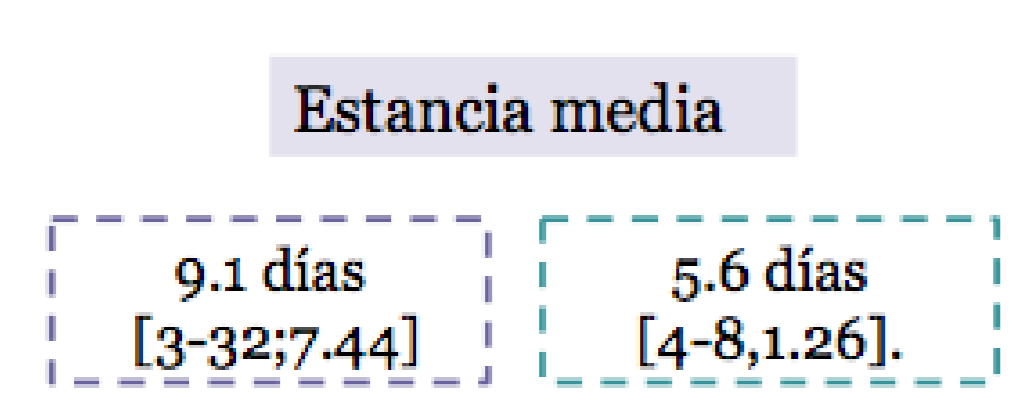 Estancia media
9.1 días
[3-32;7.44]
5.6 días
[4-8,1.26].